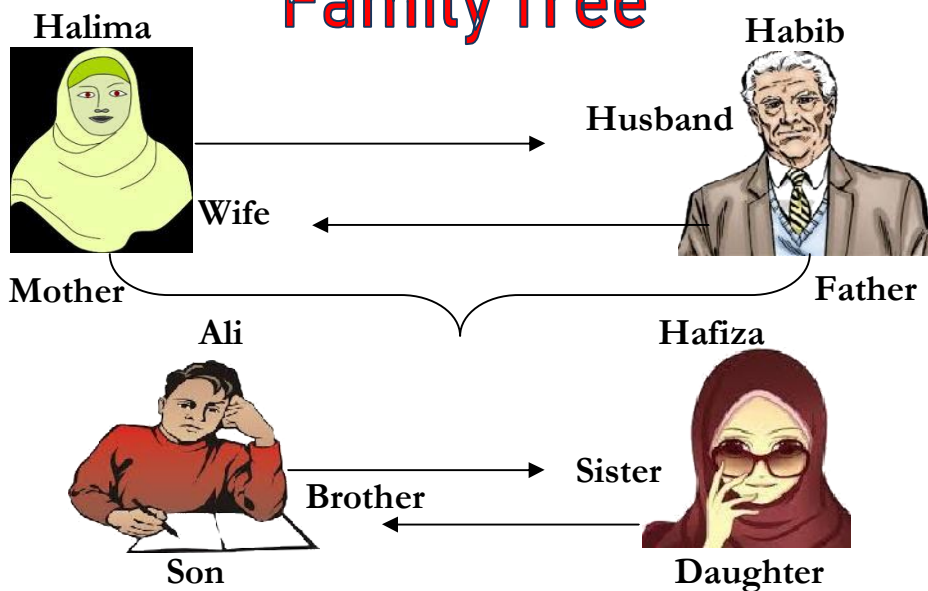 Family Tree
Halima
Habib
Husband
Wife
Mother
Father
Ali
Hafiza
Sister
Brother
Son
Daughter